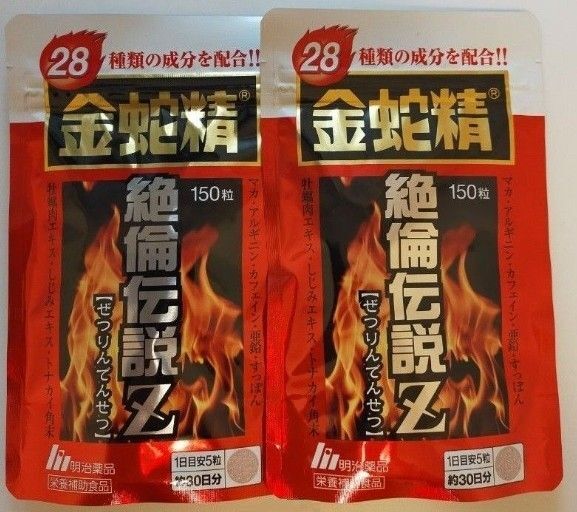 28種類の成分を配合!!
金蛇精®
150粒
マカ・アルギニン・カフェイン・亜鉛・すっぽん
絶倫伝説Z
【ぜつりんでんせつ】
牡蠣肉エキス・しじみエキス・トナカイ角末
明治薬品
栄養補助食品
1日目安5粒
約30日分
28種類の成分を配合!!
金蛇精®
150粒
マカ・アルギニン・カフェイン・亜鉛・すっぽん
絶倫伝説Z
【ぜつりんでんせつ】
牡蠣肉エキス・しじみエキス・トナカイ角末
明治薬品
栄養補助食品
1日目安5粒
約30日分